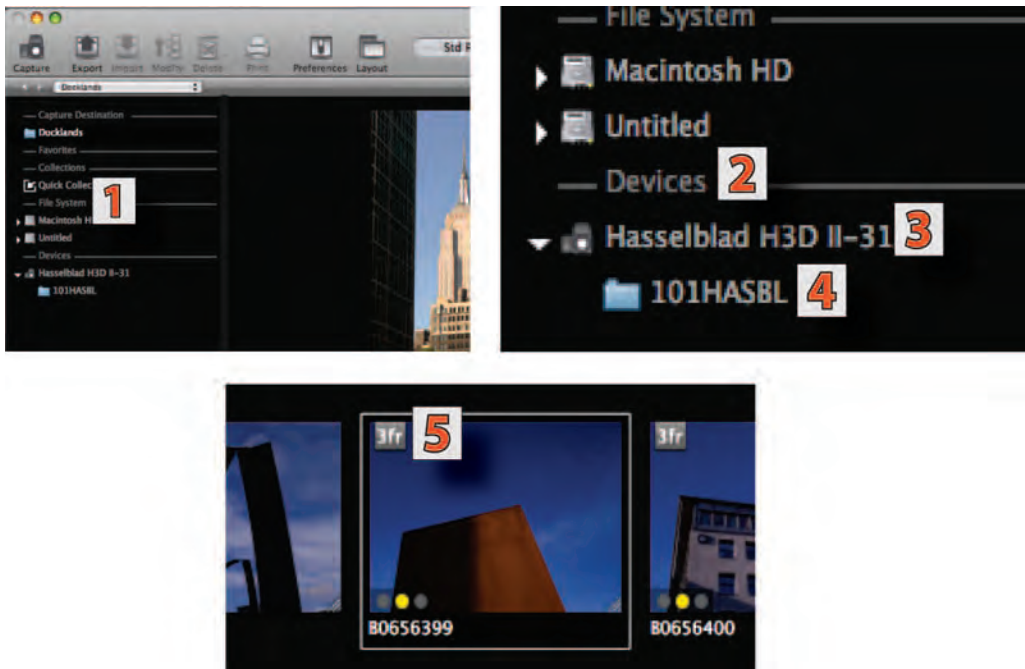 Std
Capture Export Import Modify Delete Print Preferences Layout
Docklands
Capture Destination
Docklands
Favorites
Collections
Quick Collec
1
File System
Macintosh H
Untitled
Devices
Hasselblad H3D II-31
101HASBL
File System
Macintosh HD
Untitled
Devices 2
Hasselblad H3D II-31 3
101HASBL 4
3fr 5
3fr
B0656399
B0656400